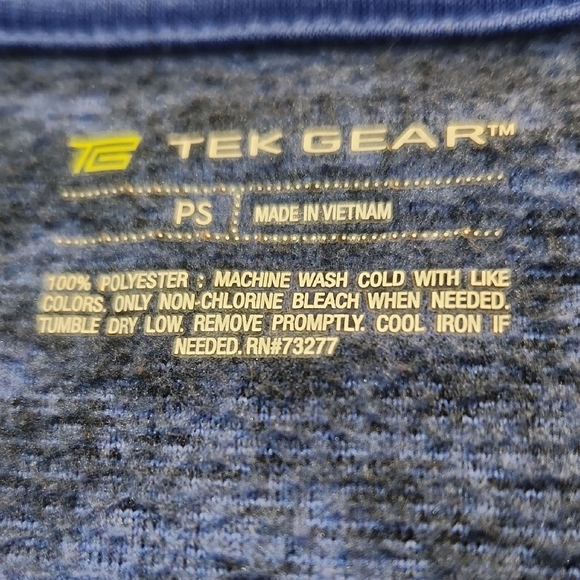 TG TEK GEAR™
PS MADE IN VIETNAM
100% POLYESTER ; MACHINE WASH COLD WITH LIKE
COLORS. ONLY NON-CHLORINE BLEACH WHEN NEEDED.
TUMBLE DRY LOW. REMOVE PROMPTLY. COOL IRON IF
NEEDED. RN#73277